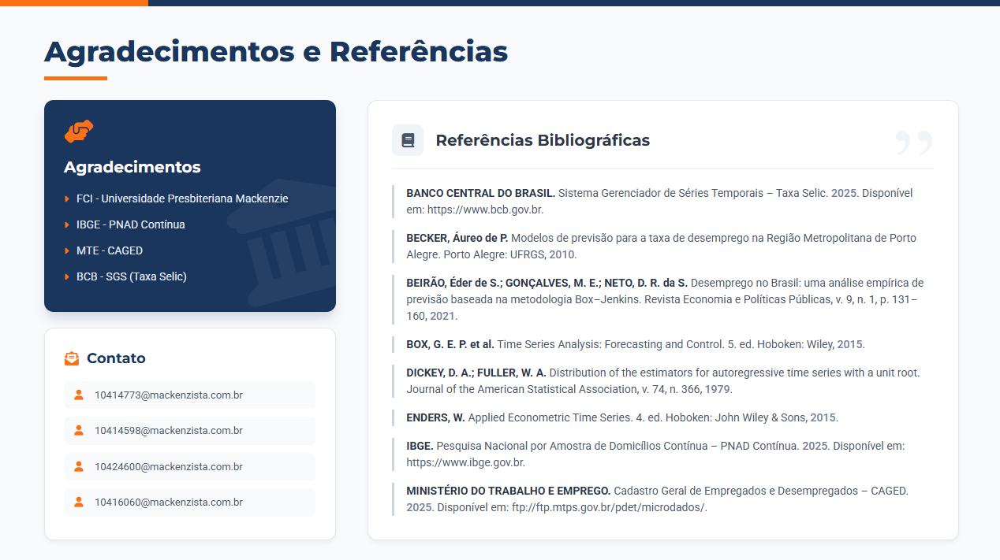 Agradecimentos e Referências
Agradecimentos
FCI - Universidade Presbiteriana Mackenzie
IBGE - PNAD Contínua
MTE - CAGED
BCB - SGS (Taxa Selic)
Contato
10414773@mackenzista.com.br
10414598@mackenzista.com.br
10424600@mackenzista.com.br
10416060@mackenzista.com.br
Referências Bibliográficas
BANCO CENTRAL DO BRASIL. Sistema Gerenciador de Séries Temporais – Taxa Selic. 2025. Disponível
em: https://www.bcb.gov.br.
BECKER, Áureo de P. Modelos de previsão para a taxa de desemprego na Região Metropolitana de Porto
Alegre. Porto Alegre: UFRGS, 2010.
BEIRÃO, Éder de S.; GONÇALVES, M. E.; NETO, D. R. da S. Desemprego no Brasil: uma análise empírica de
previsão baseada na metodologia Box–Jenkins. Revista Economia e Políticas Públicas, v. 9, n. 1, p. 131–
160, 2021.
BOX, G. E. P. et al. Time Series Analysis: Forecasting and Control. 5. ed. Hoboken: Wiley, 2015.
DICKEY, D. A.; FULLER, W. A. Distribution of the estimators for autoregressive time series with a unit root.
Journal of the American Statistical Association, v. 74, n. 366, 1979.
ENDERS, W. Applied Econometric Time Series. 4. ed. Hoboken: John Wiley & Sons, 2015.
IBGE. Pesquisa Nacional por Amostra de Domicílios Contínua – PNAD Contínua. 2025. Disponível em:
https://www.ibge.gov.br.
MINISTÉRIO DO TRABALHO E EMPREGO. Cadastro Geral de Empregados e Desempregados – CAGED.
2025. Disponível em: ftp://ftp.mtps.gov.br/pdet/microdados/.